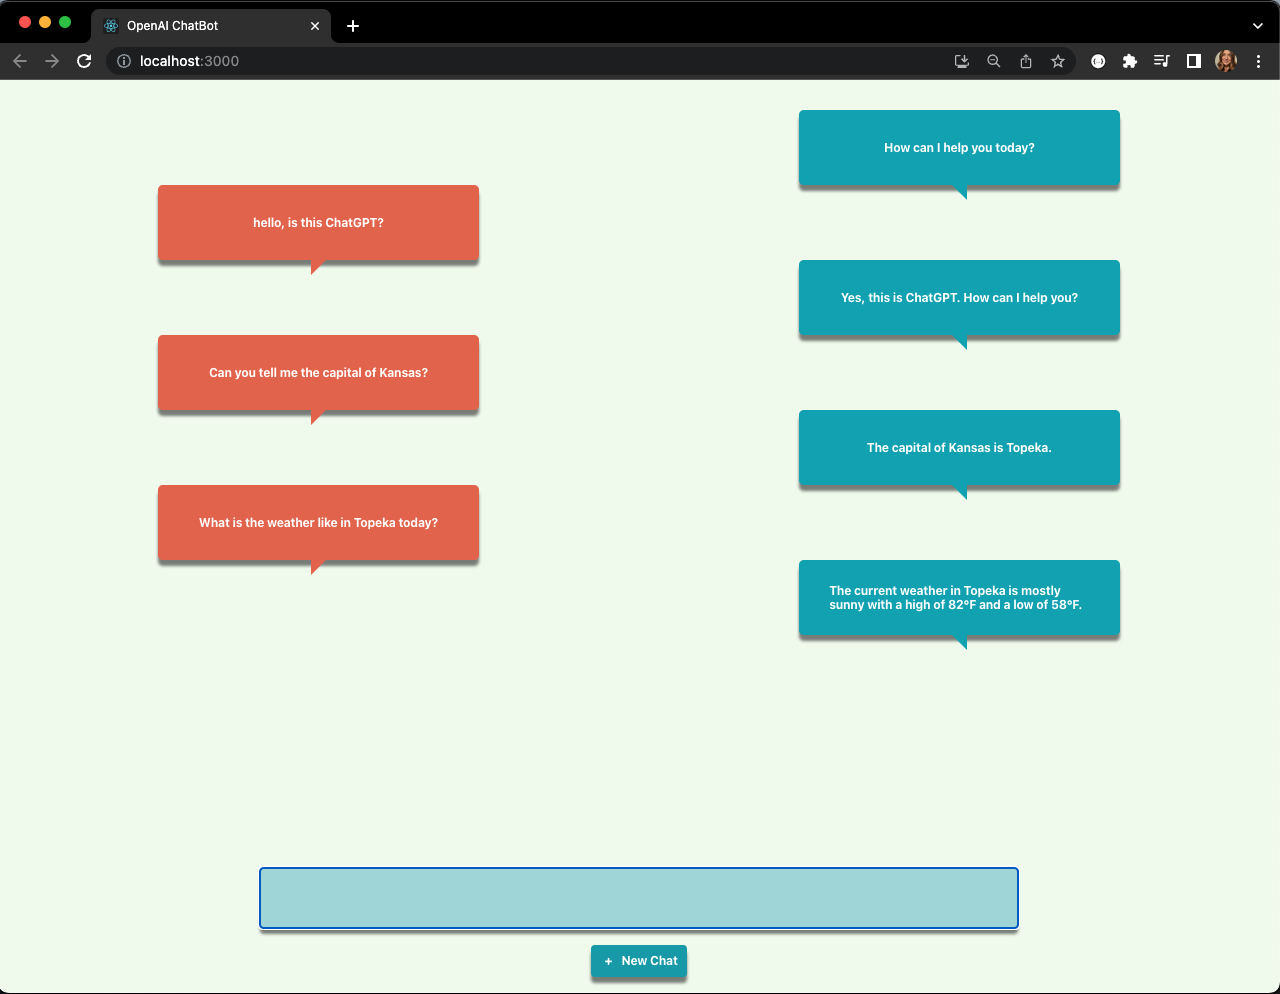 OpenAI ChatBot
localhost:3000
How can I help you today?
hello, is this ChatGPT?
Yes, this is ChatGPT. How can I help you?
Can you tell me the capital of Kansas?
The capital of Kansas is Topeka.
What is the weather like in Topeka today?
The current weather in Topeka is mostly
sunny with a high of 82°F and a low of 58°F.
+ New Chat